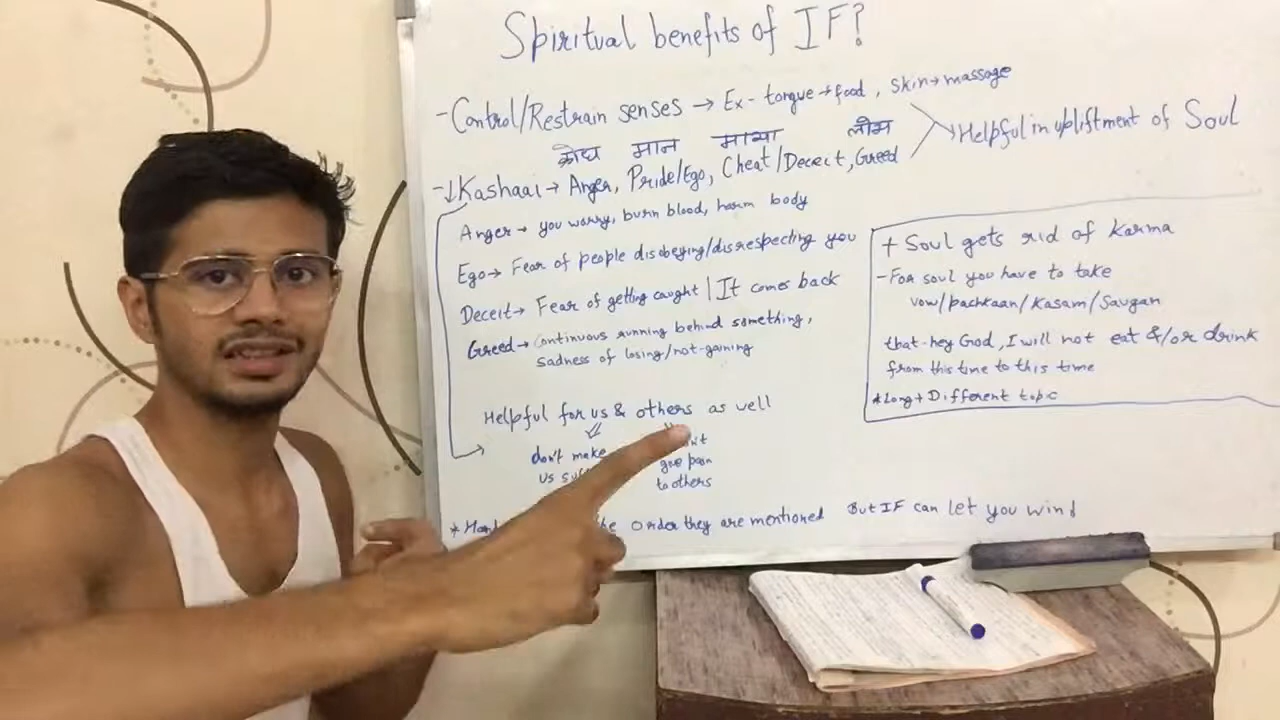 Spiritual benefits of IF?
-Control/Restrain senses → Ex- tongue→food, Skin→massage
→Helpful in upliftment of Soul
क्रोध मान माया लोभ
-↓Kashaai→ Anger, Pride/Ego, Cheat/Deceit, Greed
Anger→ you worry, burn blood, harm body
Ego→ Fear of people disobeying/disrespecting you
Deceit→ Fear of getting caught | It comes back
Greed→ Continuous running behind something,
sadness of losing/not-gaining
Helpful for us & others as well
don't make
us
give pain
to others
* order they are mentioned But IF can let you win!
+ Soul gets rid of Karma
-For soul you have to take
vow/pachkaan/Kasam/Saugan
that-hey God, I will not eat &/or drink
from this time to this time
*Long+Different topic